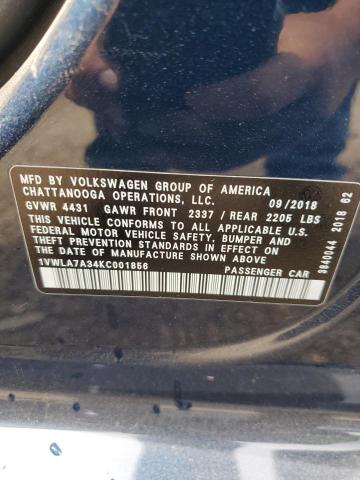 MFD BY VOLKSWAGEN GROUP OF AMERICA
CHATTANOOGA OPERATIONS, LLC. 09/2018
GVWR 4431 GAWR FRONT 2337 / REAR 2205 LBS
THIS VEHICLE CONFORMS TO ALL APPLICABLE U.S.
FEDERAL MOTOR VEHICLE SAFETY, BUMPER AND
THEFT PREVENTION STANDARDS IN EFFECT ON
THE DATE OF MANUFACTURE SHOWN ABOVE.
1VWLA7A34KC001856 PASSENGER CAR
9840044 2018 62